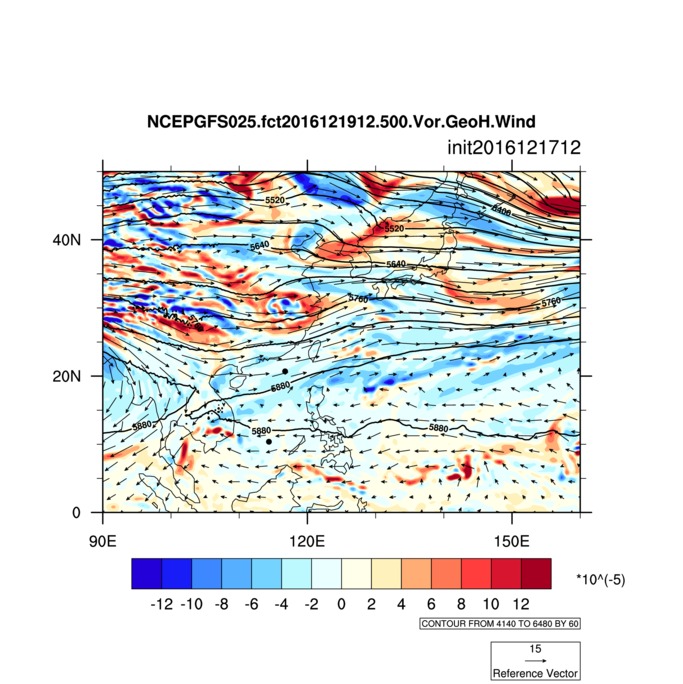 NCEPGFS025.fct2016121912.500.Vor.GeoH.Wind
init2016121712
5520
5400
40N
5520
5640
5640
5760
5760
20N
5880
5880
5880
5880
0
90E 120E 150E
*10^(-5)
-12 -10 -8 -6 -4 -2 0 2 4 6 8 10 12
CONTOUR FROM 4140 TO 6480 BY 60
15
Reference Vector